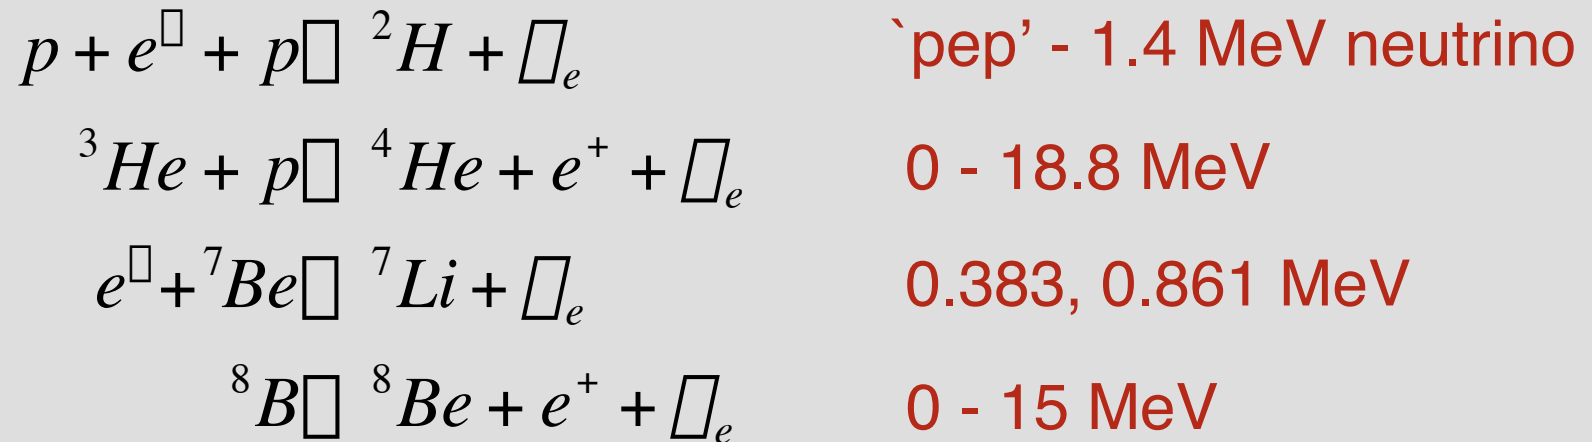 p + e□ + p□ ²H + □ₑ `pep’ - 1.4 MeV neutrino
³He + p□ ⁴He + e⁺ + □ₑ 0 - 18.8 MeV
e□ + ⁷Be□ ⁷Li + □ₑ 0.383, 0.861 MeV
⁸B□ ⁸Be + e⁺ + □ₑ 0 - 15 MeV